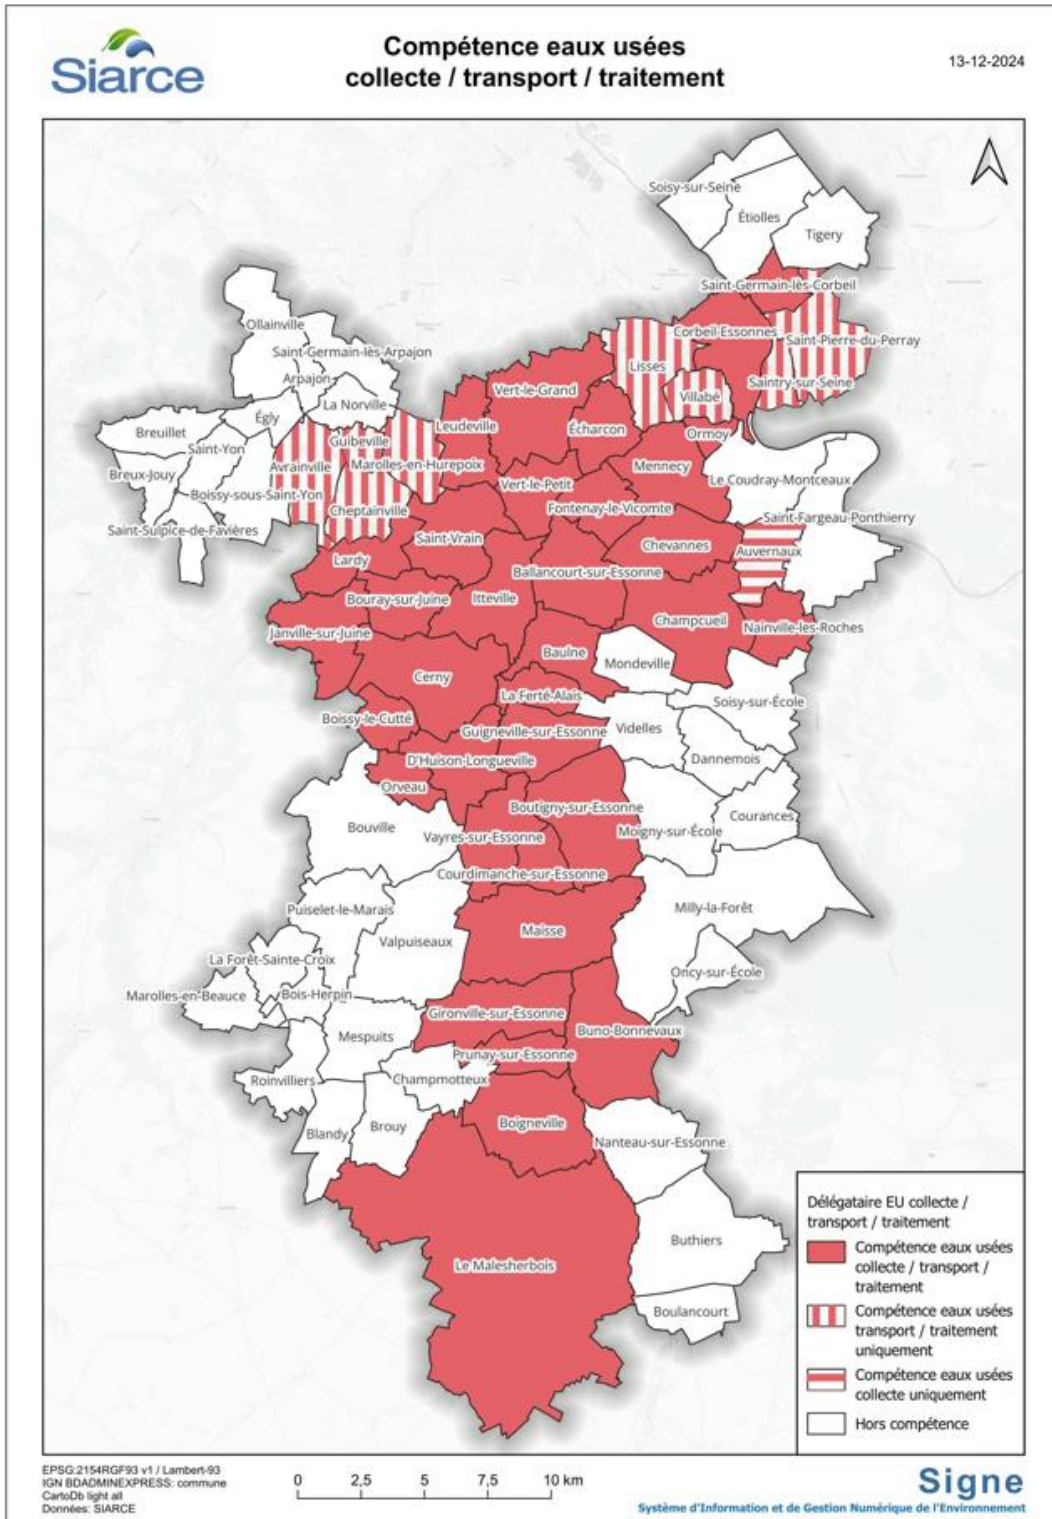 Siarce
Compétence eaux usées
collecte / transport / traitement
13-12-2024
Soisy-sur-Seine
Étiolles
Tigery
Saint-Germain-lès-Corbeil
Ollainville
Corbeil-Essonnes
Saint-Pierre-du-Perray
Saint-Germain-lès-Arpajon
Lisses
Arpajon
Saintry-sur-Seine
Vert-le-Grand
Villabé
La Norville
Égly
Leudeville
Écharcon
Breuillet
Guibeville
Ormoy
Saint-Yon
Marolles-en-Hurepoix
Mennecy
Avrainville
Breux-Jouy
Le Coudray-Montceaux
Vert-le-Petit
Boissy-sous-Saint-Yon
Cheptainville
Fontenay-le-Vicomte
Saint-Fargeau-Ponthierry
Saint-Sulpice-de-Favières
Saint-Vrain
Chevannes
Auvernaux
Lardy
Ballancourt-sur-Essonne
Bouray-sur-Juine
Itteville
Champcueil
Nainville-les-Roches
Janville-sur-Juine
Baulne
Mondeville
Cerny
La Ferté-Alais
Soisy-sur-École
Boissy-le-Cutté
Guigneville-sur-Essonne
Videlles
D'Huison-Longueville
Dannemois
Orveau
Boutigny-sur-Essonne
Courances
Bouville
Vayres-sur-Essonne
Moigny-sur-École
Courdimanche-sur-Essonne
Puiselet-le-Marais
Milly-la-Forêt
Maisse
Valpuiseaux
La Forêt-Sainte-Croix
Oncy-sur-École
Marolles-en-Beauce
Bois-Herpin
Gironville-sur-Essonne
Buno-Bonnevaux
Mespuits
Prunay-sur-Essonne
Roinvilliers
Champmotteux
Boigneville
Brouy
Blandy
Nanteau-sur-Essonne
Buthiers
Le Malesherbois
Boulancourt
Délégataire EU collecte /
transport / traitement
Compétence eaux usées
collecte / transport /
traitement
Compétence eaux usées
transport / traitement
uniquement
Compétence eaux usées
collecte uniquement
Hors compétence
EPSG:2154RGF93 v1 / Lambert-93
IGN BDADMINEXPRESS: commune
CartoDb light all
Données: SIARCE
0 2,5 5 7,5 10 km
Signe
Système d'Information et de Gestion Numérique de l'Environnement